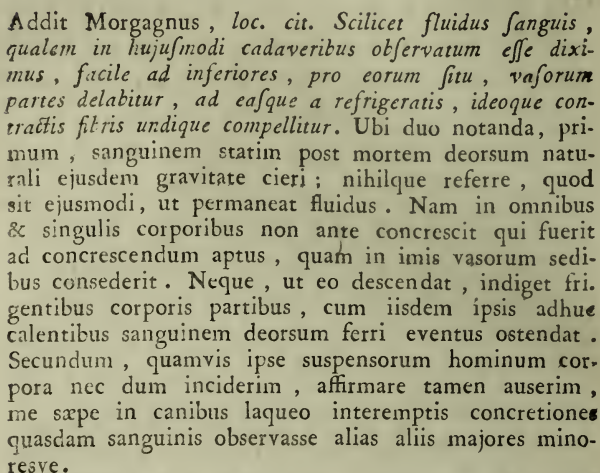 Addit Morgagnus , loc. cit. Scilicet fluidus ſanguis ,
qualem in hujuſmodi cadaveribus obſervatum eſſe dixi-
mus , facile ad inferiores , pro eorum ſitu , vaſorum
partes delabitur , ad eaſque a refrigeratis , ideoque con-
tractis fibris undique compellitur. Ubi duo notanda, pri-
mum , sanguinem statim post mortem deorsum natu-
rali ejusdem gravitate cieri ; nihilque referre , quod
sit ejusmodi, ut permaneat fluidus . Nam in omnibus
& singulis corporibus non ante concrescit qui fuerit
ad concrescendum aptus , quam in imis vasorum sedi-
bus consederit . Neque , ut eo descendat , indiget fri-
gentibus corporis partibus , cum iisdem ipsis adhuc
calentibus sanguinem deorsum ferri eventus ostendat .
Secundum , quamvis ipse suspensorum hominum cor-
pora nec dum inciderim , affirmare tamen auserim ,
me sæpe in canibus laqueo interemptis concretiones
quasdam sanguinis observasse alias aliis majores mino-
resve .